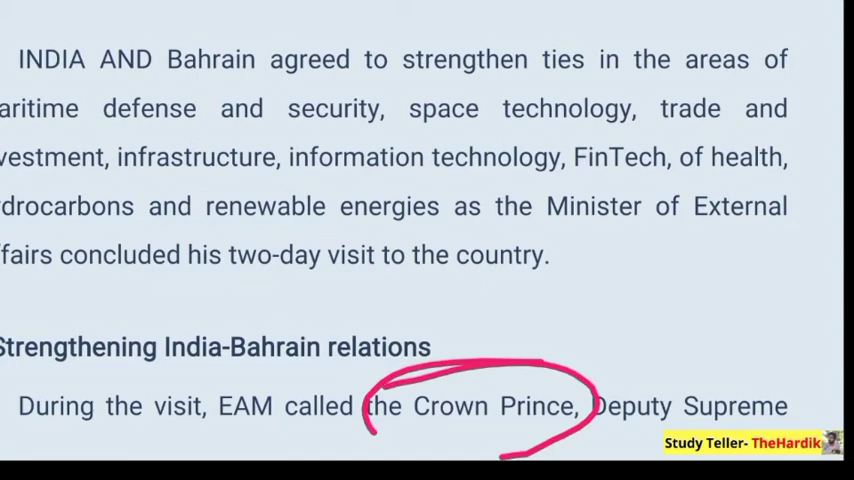 INDIA AND Bahrain agreed to strengthen ties in the areas of
aritime defense and security, space technology, trade and
vestment, infrastructure, information technology, FinTech, of health,
drocarbons and renewable energies as the Minister of External
ffairs concluded his two-day visit to the country.
Strengthening India-Bahrain relations
During the visit, EAM called the Crown Prince, Deputy Supreme
Study Teller- TheHardik